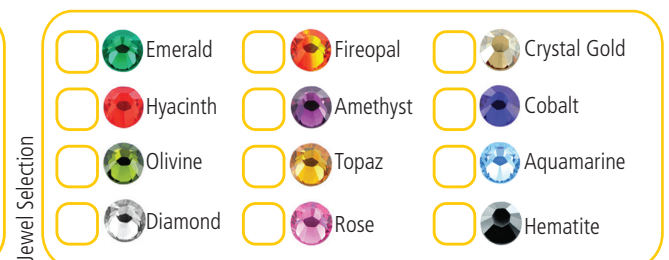 Jewel Selection
Emerald
Fireopal
Crystal Gold
Hyacinth
Amethyst
Cobalt
Olivine
Topaz
Aquamarine
Diamond
Rose
Hematite